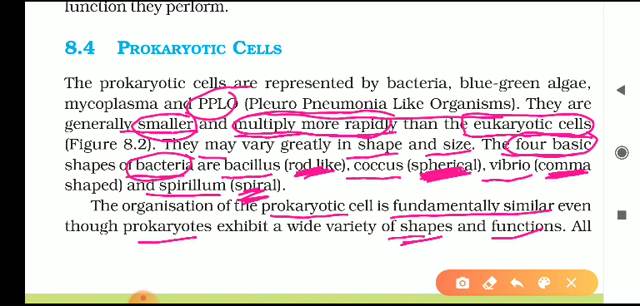 function they perform.
8.4 PROKARYOTIC CELLS
The prokaryotic cells are represented by bacteria, blue-green algae,
mycoplasma and PPLO (Pleuro Pneumonia Like Organisms). They are
generally smaller and multiply more rapidly than the eukaryotic cells
(Figure 8.2). They may vary greatly in shape and size. The four basic
shapes of bacteria are bacillus (rod like), coccus (spherical), vibrio (comma
shaped) and spirillum (spiral).
The organisation of the prokaryotic cell is fundamentally similar even
though prokaryotes exhibit a wide variety of shapes and functions. All